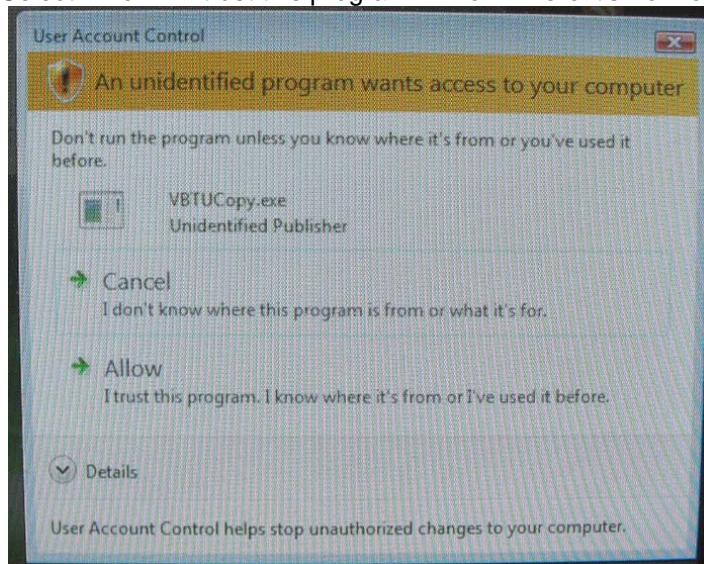 User Account Control
An unidentified program wants access to your computer
Don't run the program unless you know where it's from or you've used it
before.
VBTUCopy.exe
Unidentified Publisher
Cancel
I don't know where this program is from or what it's for.
Allow
I trust this program. I know where it's from or I've used it before.
Details
User Account Control helps stop unauthorized changes to your computer.